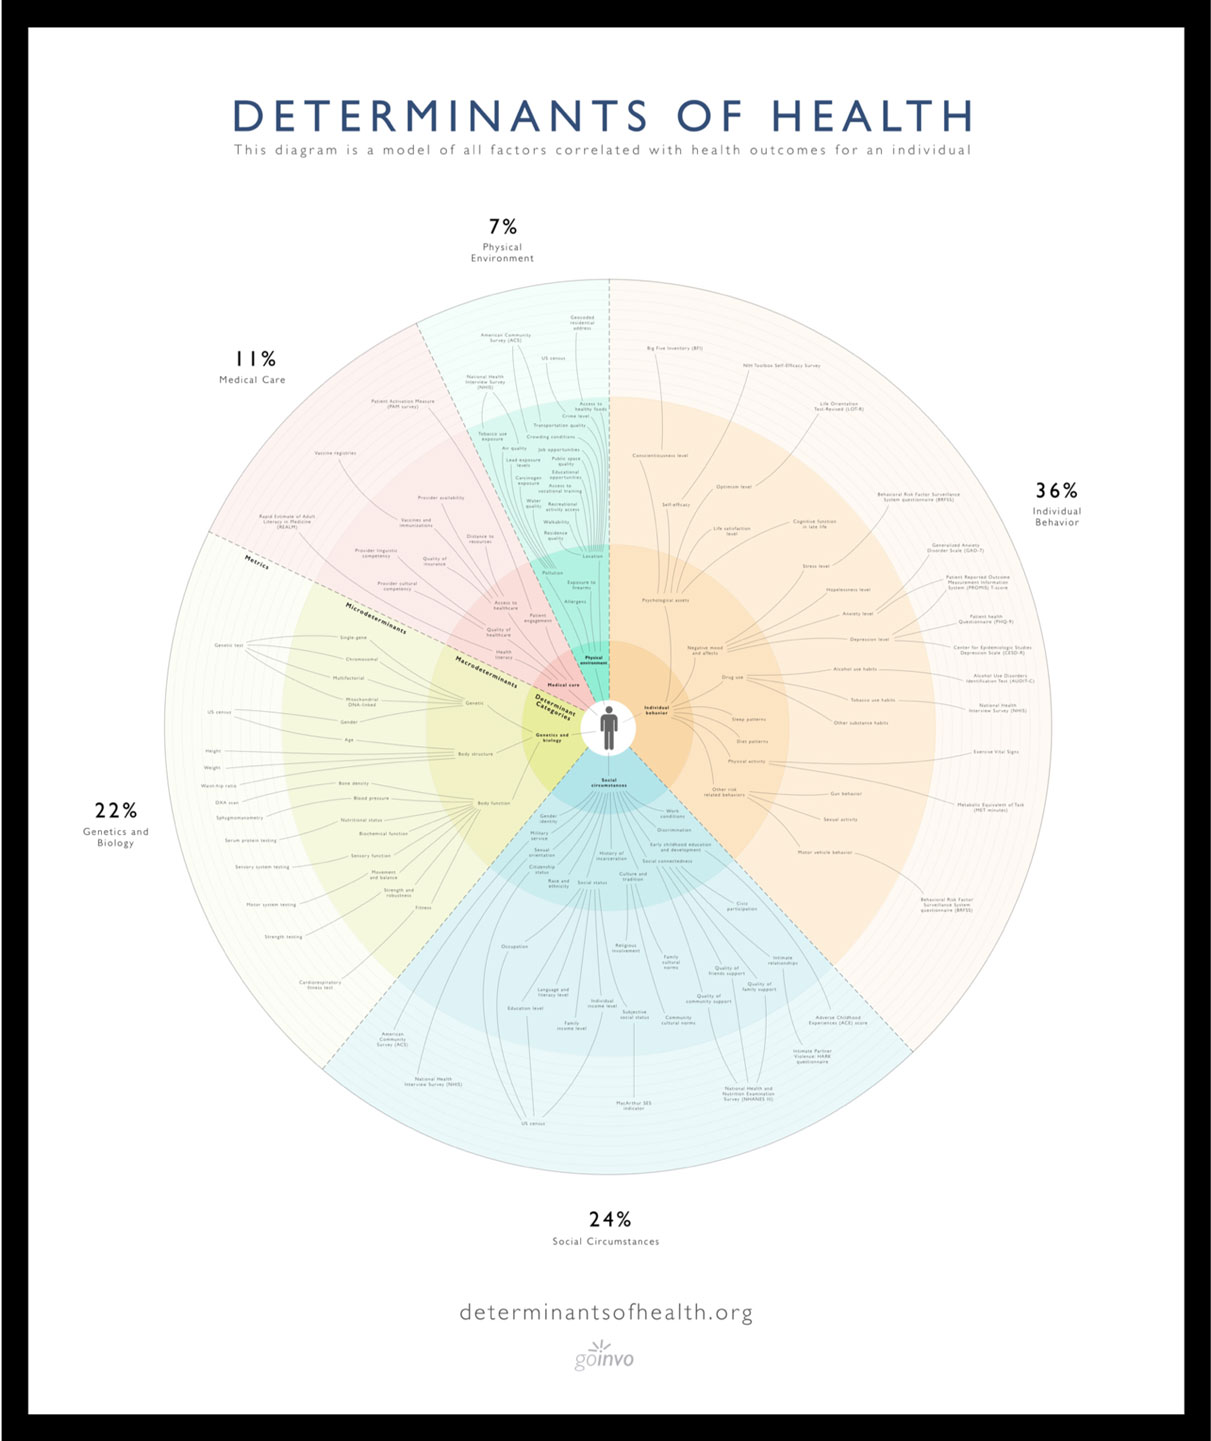 DETERMINANTS OF HEALTH
This diagram is a model of all factors correlated with health outcomes for an individual
7%
Physical
Environment
11%
Medical Care
36%
Individual
Behavior
22%
Genetics and
Biology
24%
Social Circumstances
Metrics
Microdeterminants
Macrodeterminants
Determinant
Categories
Physical
environment
Geocoded
residential
address
American Community
Survey (ACS)
US census
National Health
Interview Survey
(NHIS)
Access to
healthy foods
Crime level
Transportation quality
Tobacco use
exposure
Crowding conditions
Air quality
Job opportunities
Lead exposure
levels
Public space
quality
Educational
opportunities
Carcinogen
exposure
Access to
vocational training
Water
quality
Recreational
activity access
Walkability
Residence
quality
Location
Pollution
Exposure to
firearms
Allergens
Medical care
Patient Activation Measure
(PAM survey)
Vaccine registries
Rapid Estimate of Adult
Literacy in Medicine
(REALM)
Provider availability
Vaccines and
immunizations
Distance to
resources
Provider linguistic
competency
Quality of
insurance
Provider cultural
competency
Access to
healthcare
Patient
engagement
Quality of
healthcare
Health
literacy
Individual
behavior
Big Five Inventory (BFI)
NIH Toolbox Self-Efficacy Survey
Life Orientation
Test-Revised (LOT-R)
Conscientiousness level
Optimism level
Self-efficacy
Life satisfaction
level
Cognitive function
in late life
Behavioral Risk Factor Surveillance
System questionnaire (BRFSS)
Psychological assets
Stress level
Hopelessness level
Generalized Anxiety
Disorder Scale (GAD-7)
Patient Reported Outcome
Measurement Information
Anxiety level
Patient health
Depression level
Center for Epidemiologic Studies
Depression Scale (CESD-R)
Negative mood
and affects
Alcohol use habits
Alcohol Use Disorders
Identification Test (AUDIT-C)
Drug use
Tobacco use habits
National Health
Interview Survey (NHIS)
Other substance habits
Sleep patterns
Diet patterns
Physical activity
Exercise Vital Signs
Metabolic Equivalent of Task
(MET minutes)
Other risk
related behaviors
Gun behavior
Sexual activity
Motor vehicle behavior
Behavioral Risk Factor
Surveillance System
questionnaire (BRFSS)
Genetics and
biology
Genetic test
Single-gene
Chromosomal
Multifactorial
Mitochondrial
DNA-linked
Genetic
US census
Gender
Age
Height
Body structure
Weight
Waist-hip ratio
Bone density
DXA scan
Blood pressure
Body function
Sphygmomanometry
Nutritional status
Biochemical function
Serum protein testing
Sensory function
Sensory system testing
Movement
and balance
Strength and
robustness
Motor system testing
Fitness
Strength testing
Cardiorespiratory
fitness test
Social
circumstances
Gender
identity
Military
service
Sexual
orientation
Citizenship
status
Race and
ethnicity
Social status
History of
incarceration
Culture and
tradition
Work
conditions
Discrimination
Early childhood education
and development
Social connectedness
Civic
participation
Occupation
Religious
involvement
Family
cultural
norms
Intimate
relationships
Quality of
friends support
Quality of
family support
Language and
literacy level
Education level
Individual
income level
Family
income level
Subjective
social status
Quality of
community support
Community
cultural norms
Adverse Childhood
Experiences (ACE) score
Intimate Partner
Violence: HARK
questionnaire
American
Community
Survey (ACS)
National Health
Interview Survey (NHIS)
US census
MacArthur SES
indicator
National Health and
Nutrition Examination
Survey (NHANES III)
determinantsofhealth.org
goinvo